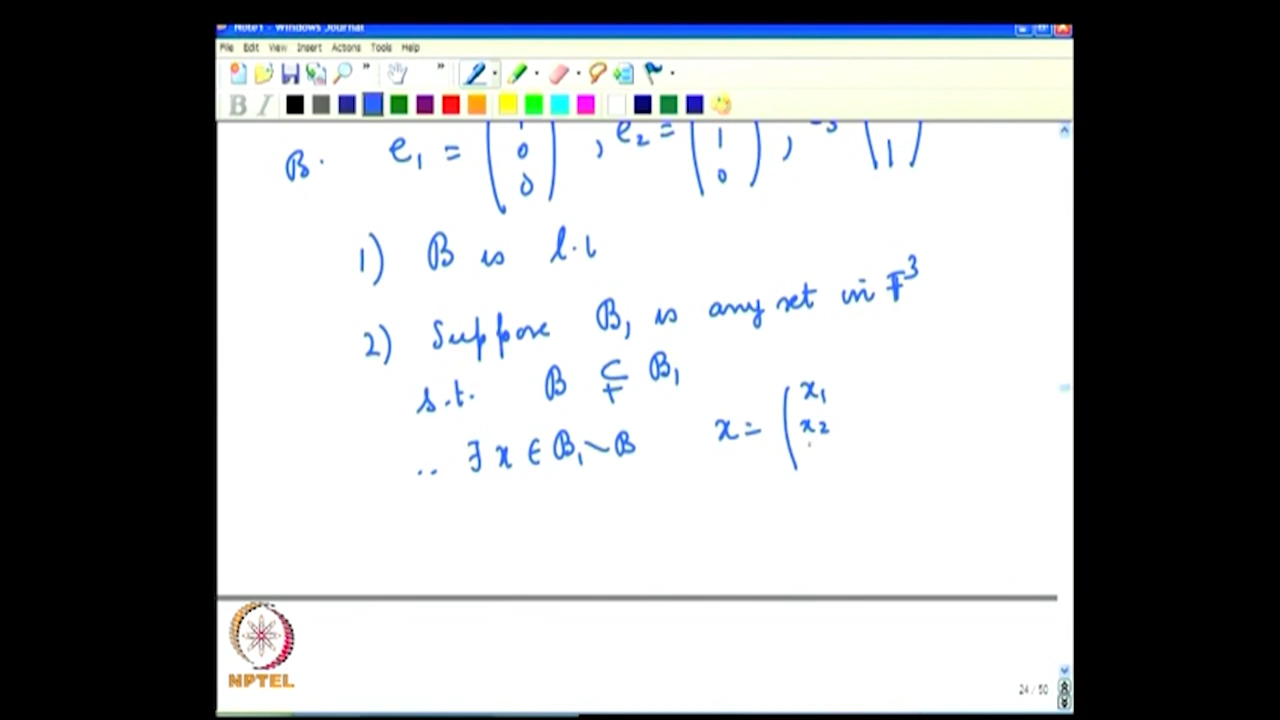 Note1 - Windows Journal
File Edit View Insert Actions Tools Help
B I
B. e₁ = (1 0 0), e₂ = ( 1 0), ( 1)
1) B is l.i
2) Suppose B₁ is any set in F³
s.t. B ⊊ B₁
∴ ∃ x ∈ B₁∖B x = (x₁
x₂
NPTEL
24 / 50